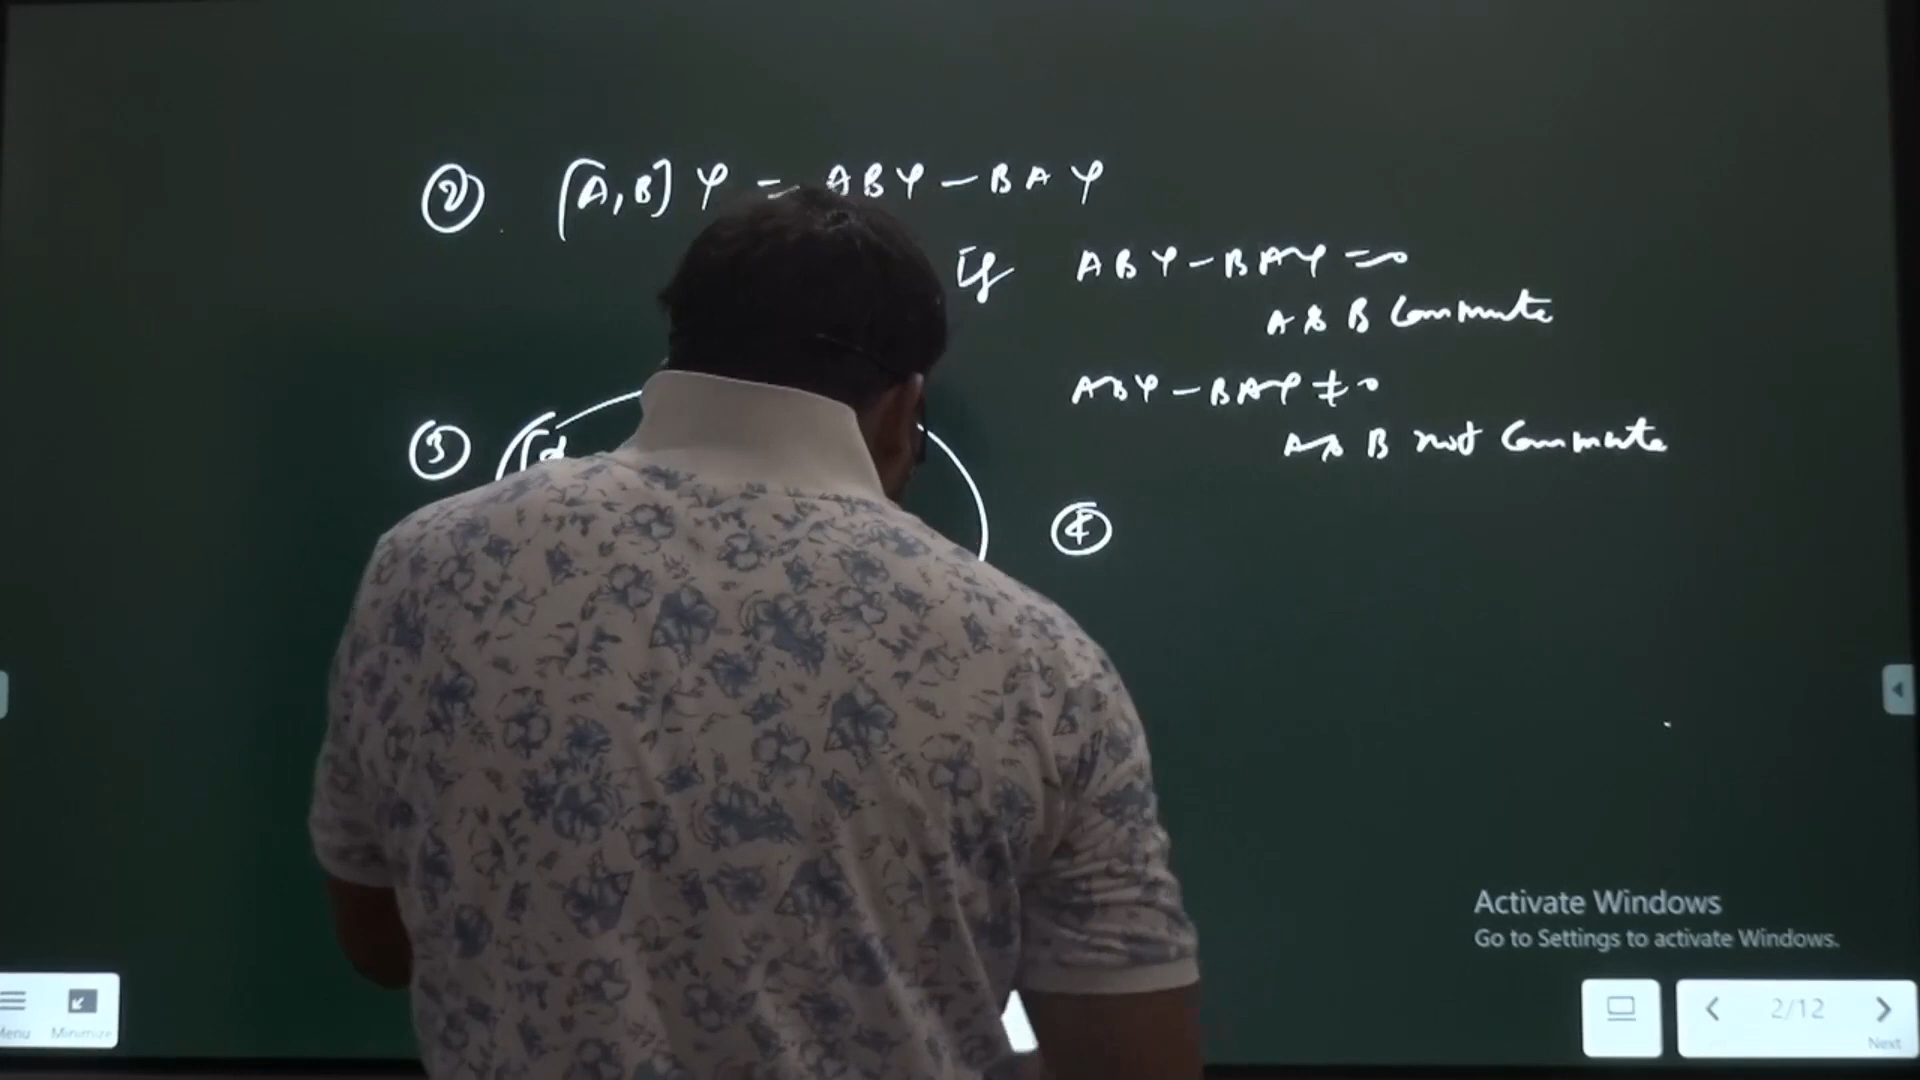 ② [A,B] Ψ = ABΨ - BAΨ
If ABΨ - BAΨ = 0
A & B Commute
ABΨ - BAΨ ≠ 0
A & B not Commute
③ [d
④
Activate Windows
Go to Settings to activate Windows.
Menu Minimize
2/12
Next